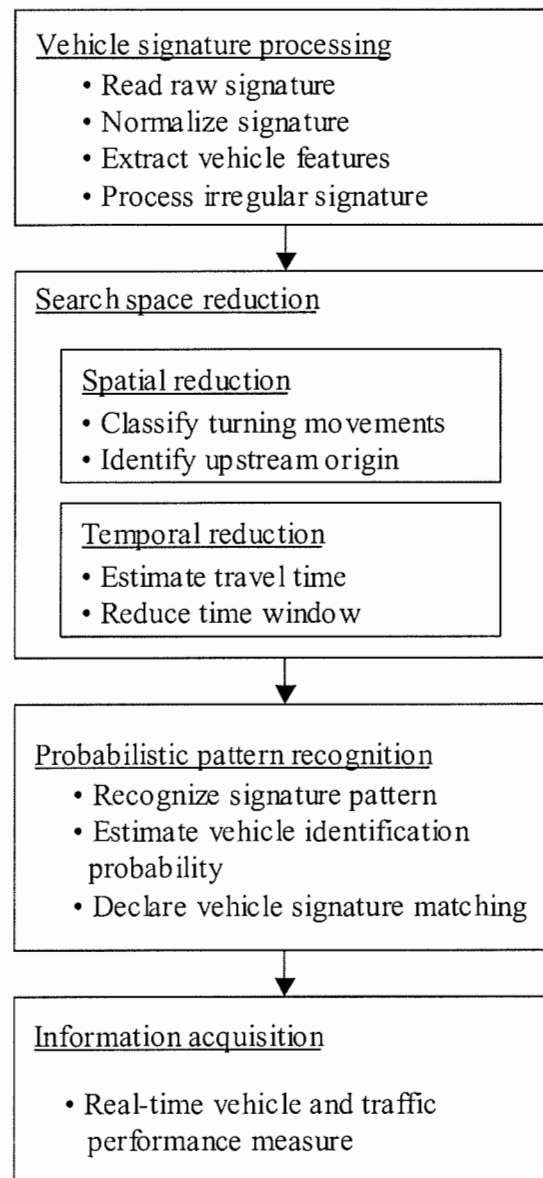 Vehicle signature processing
• Read raw signature
• Normalize signature
• Extract vehicle features
• Process irregular signature
Search space reduction
Spatial reduction
• Classify turning movements
• Identify upstream origin
Temporal reduction
• Estimate travel time
• Reduce time window
Probabilistic pattern recognition
• Recognize signature pattern
• Estimate vehicle identification
probability
• Declare vehicle signature matching
Information acquisition
• Real-time vehicle and traffic
performance measure